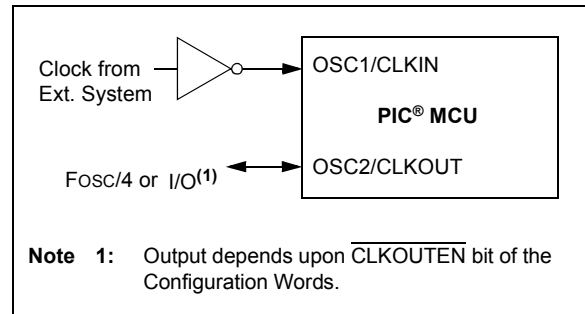 Clock from
Ext. System
OSC1/CLKIN
PIC® MCU
Fosc/4 or I/O(1)
OSC2/CLKOUT
Note 1: Output depends upon CLKOUTEN bit of the
Configuration Words.